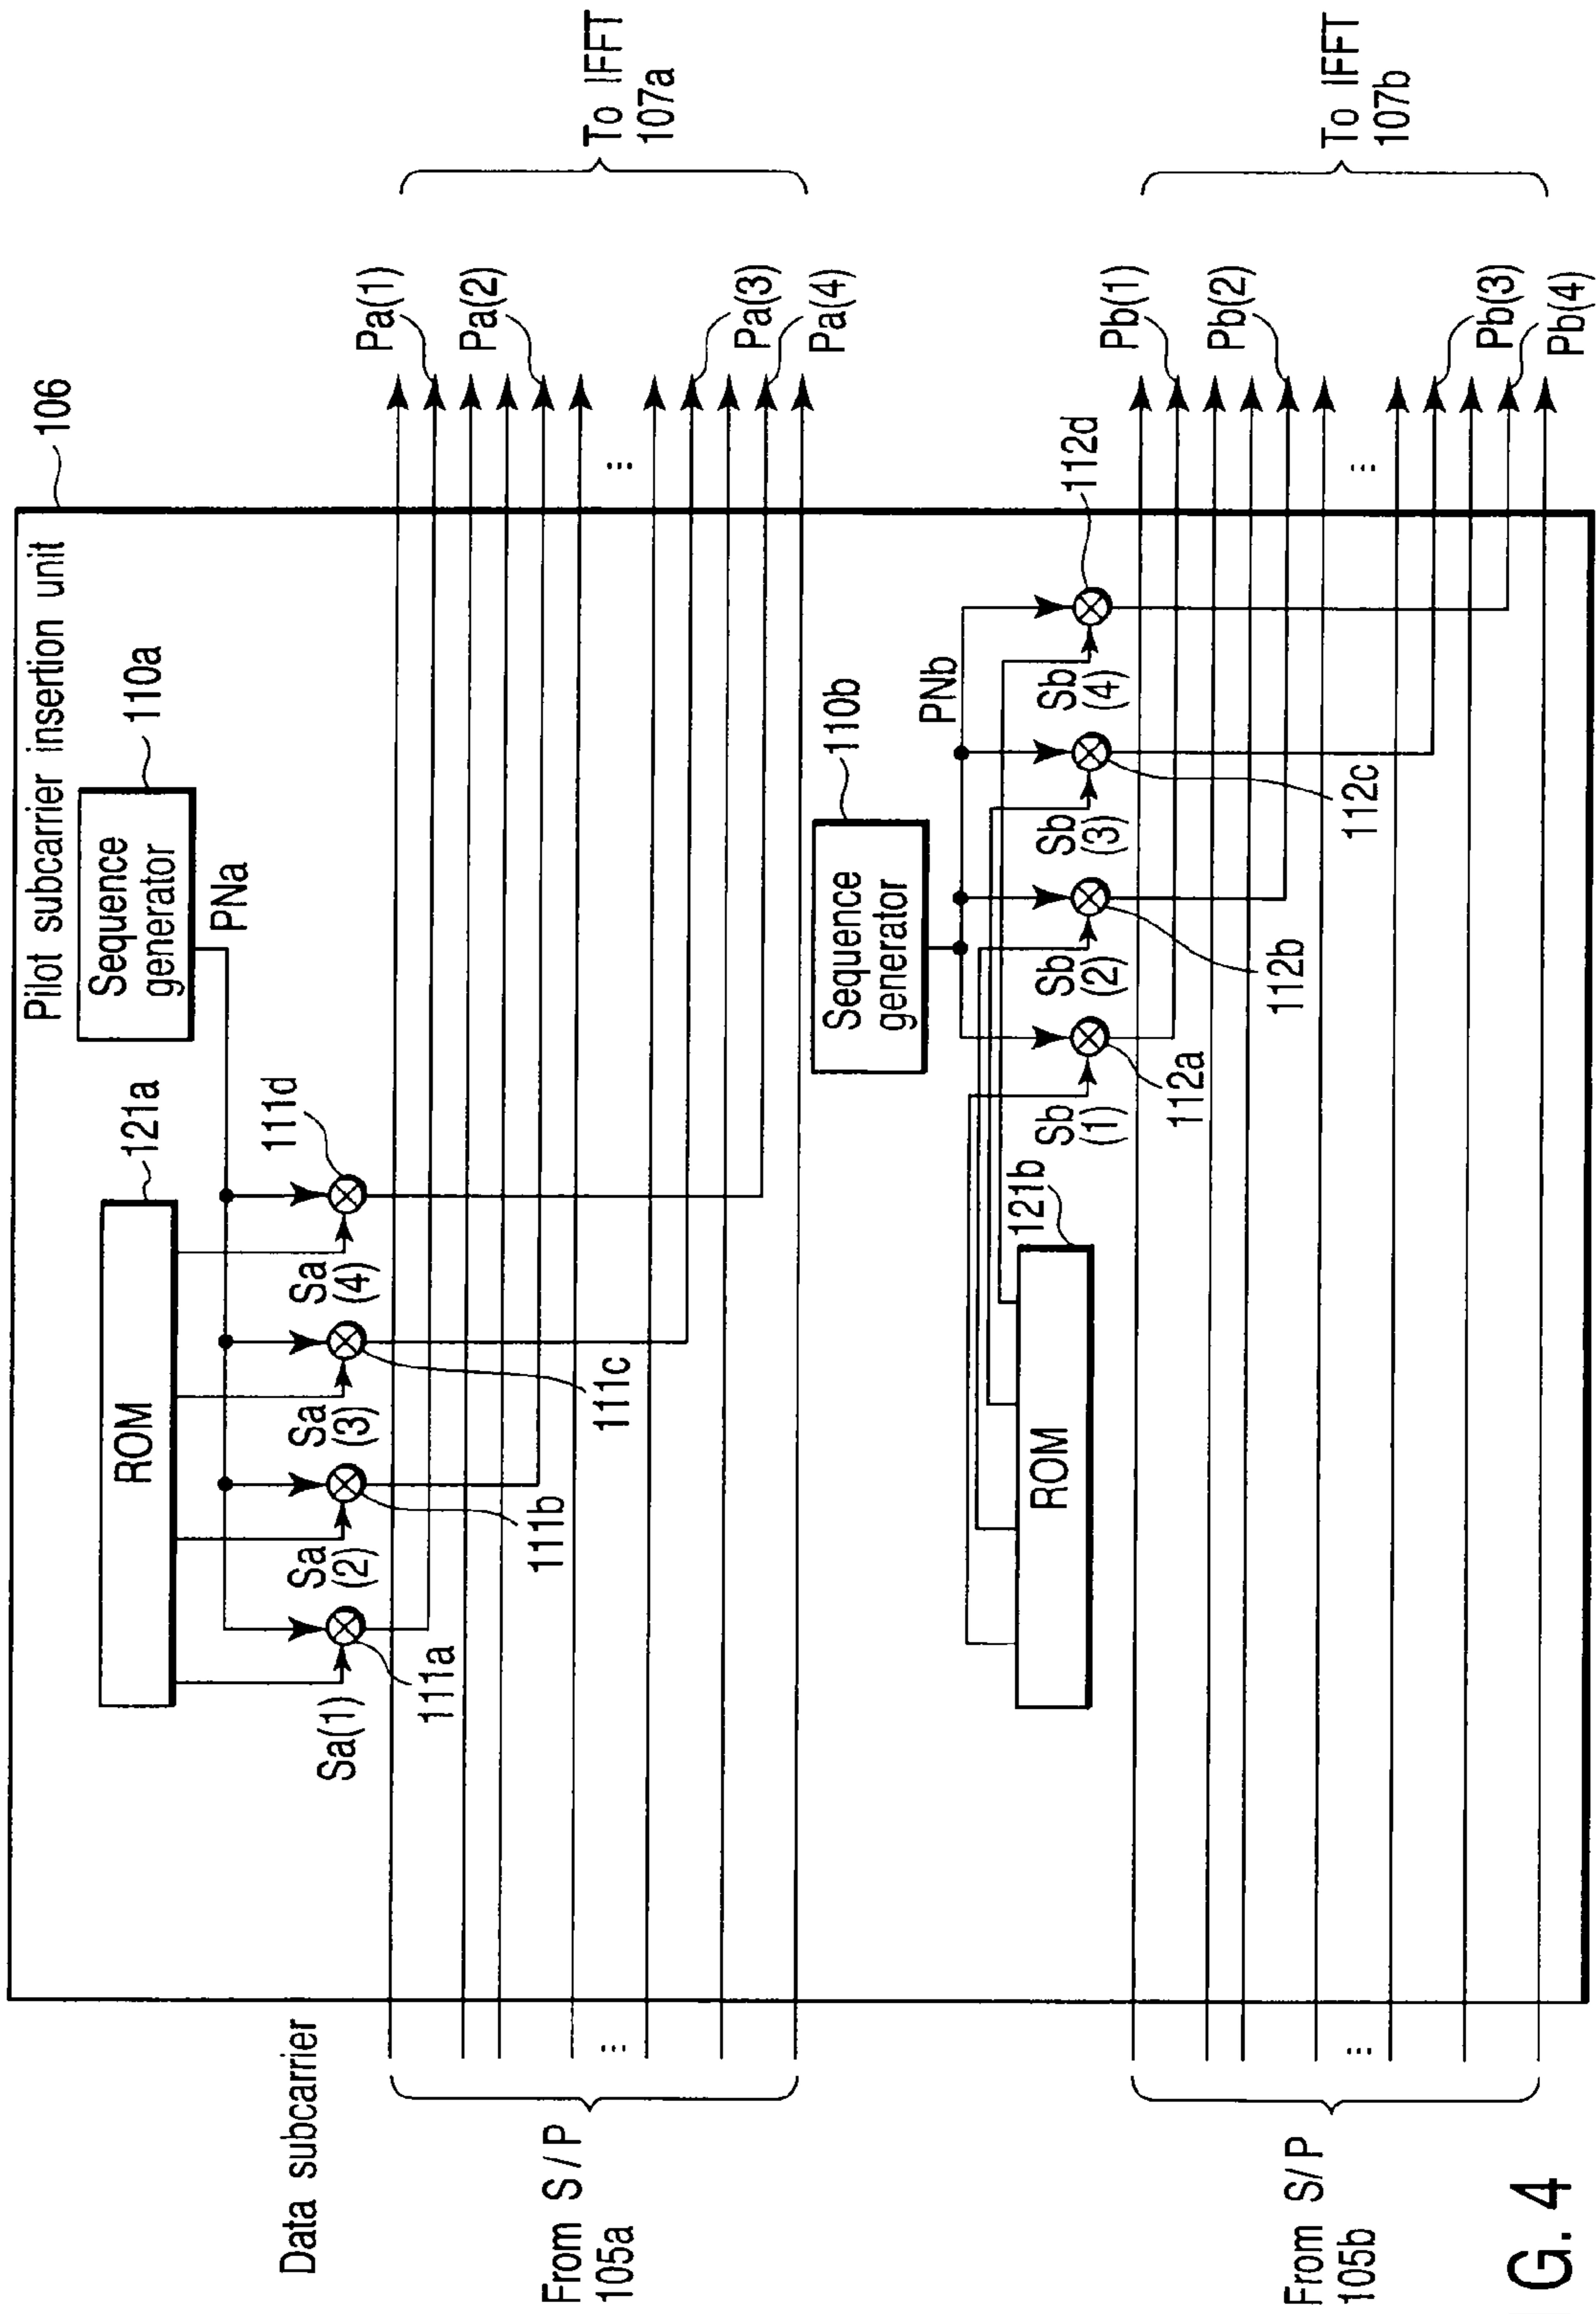 Pilot subcarrier insertion unit
106
Sequence
generator
110a
PNa
ROM
121a
Sa(1)
Sa
(2)
Sa
(3)
Sa
(4)
111a
111b
111c
111d
Data subcarrier
From S/P
105a
...
...
Pa(1)
Pa(2)
Pa(3)
Pa(4)
To IFFT
107a
Sequence
generator
110b
PNb
ROM
121b
Sb
(1)
Sb
(2)
Sb
(3)
Sb
(4)
112a
112b
112c
112d
From S/P
105b
...
...
Pb(1)
Pb(2)
Pb(3)
Pb(4)
To IFFT
107b
G. 4